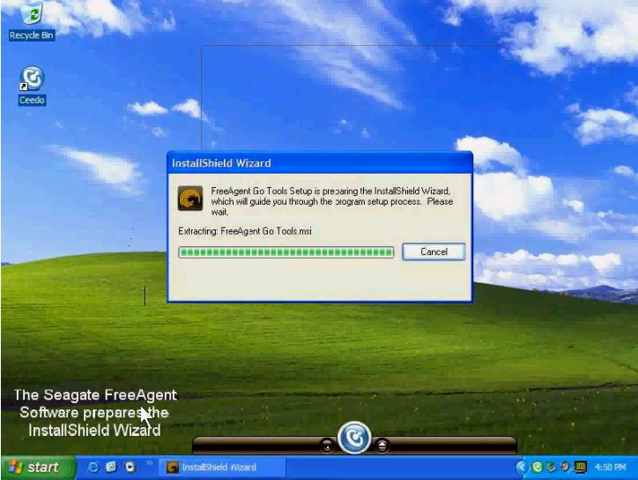 Recycle Bin
Ceedo
InstallShield Wizard
FreeAgent Go Tools Setup is preparing the InstallShield Wizard,
which will guide you through the program setup process. Please
wait.
Extracting: FreeAgent Go Tools.msi
Cancel
The Seagate FreeAgent
Software prepares the
InstallShield Wizard
start
InstallShield Wizard
4:50 PM